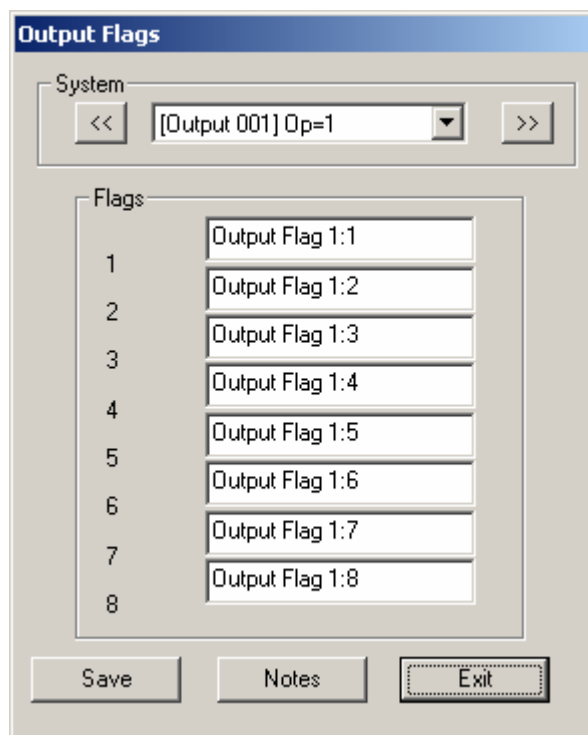 Output Flags
System
<< [Output 001] Op=1 >>
Flags
Output Flag 1:1
1
Output Flag 1:2
2
Output Flag 1:3
3
Output Flag 1:4
4
Output Flag 1:5
5
Output Flag 1:6
6
Output Flag 1:7
7
Output Flag 1:8
8
Save Notes Exit